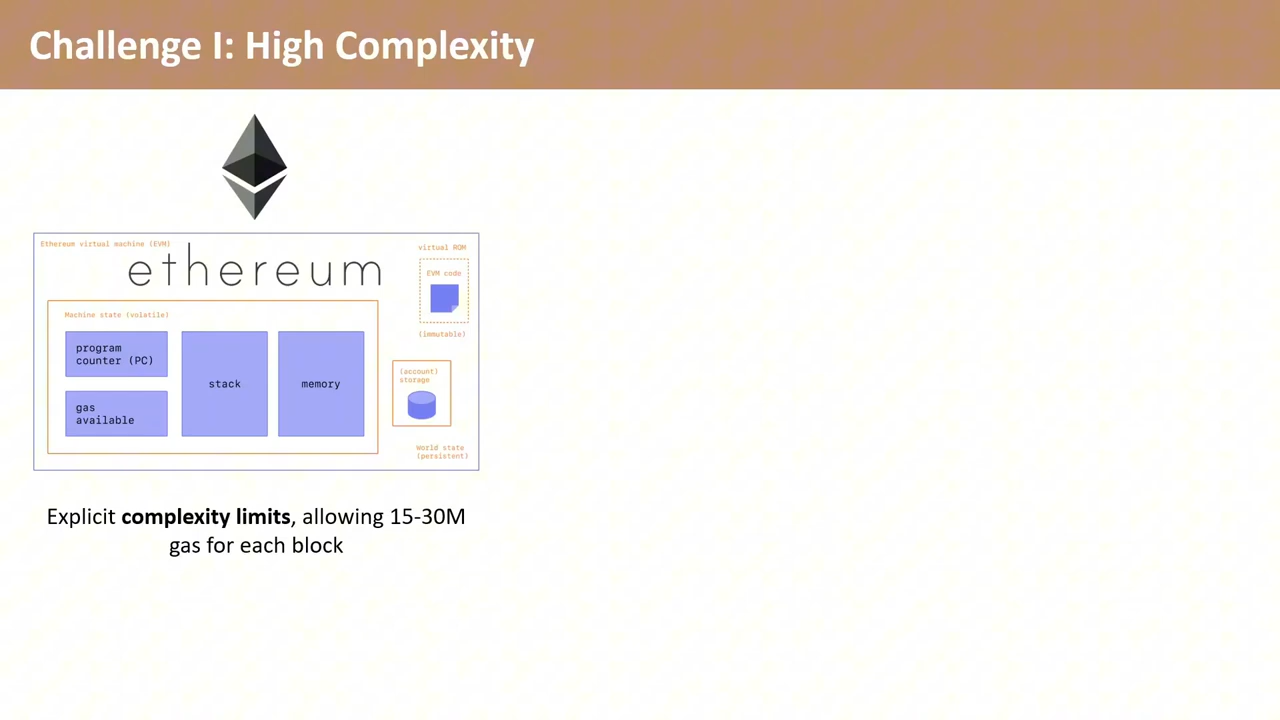 Challenge I: High Complexity
Ethereum virtual machine (EVM)
ethereum
virtual ROM
EVM code
(immutable)
Machine state (volatile)
program
counter (PC)
gas
available
stack
memory
(account)
storage
World state
(persistent)
Explicit complexity limits, allowing 15-30M
gas for each block